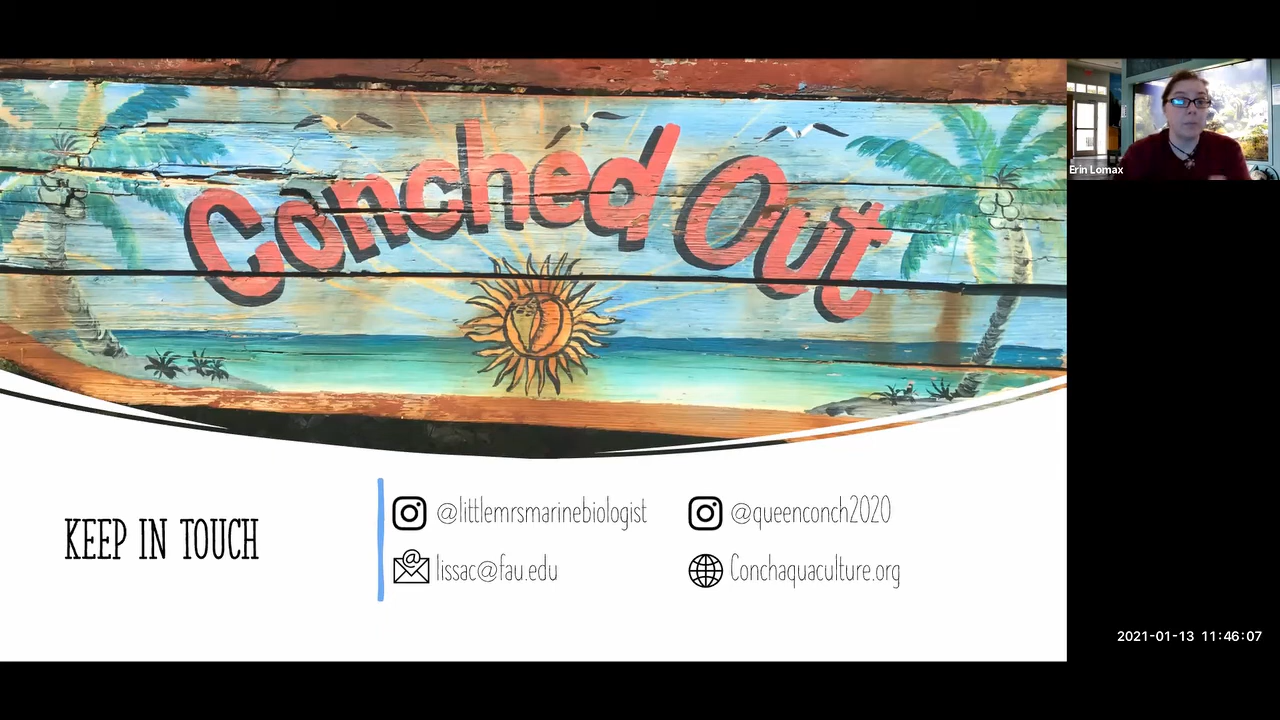 Conched Out
Erin Lomax
KEEP IN TOUCH
@littlemrsmarinebiologist
@queenconch2020
lissac@fau.edu
Conchaquaculture.org
2021-01-13 11:46:07